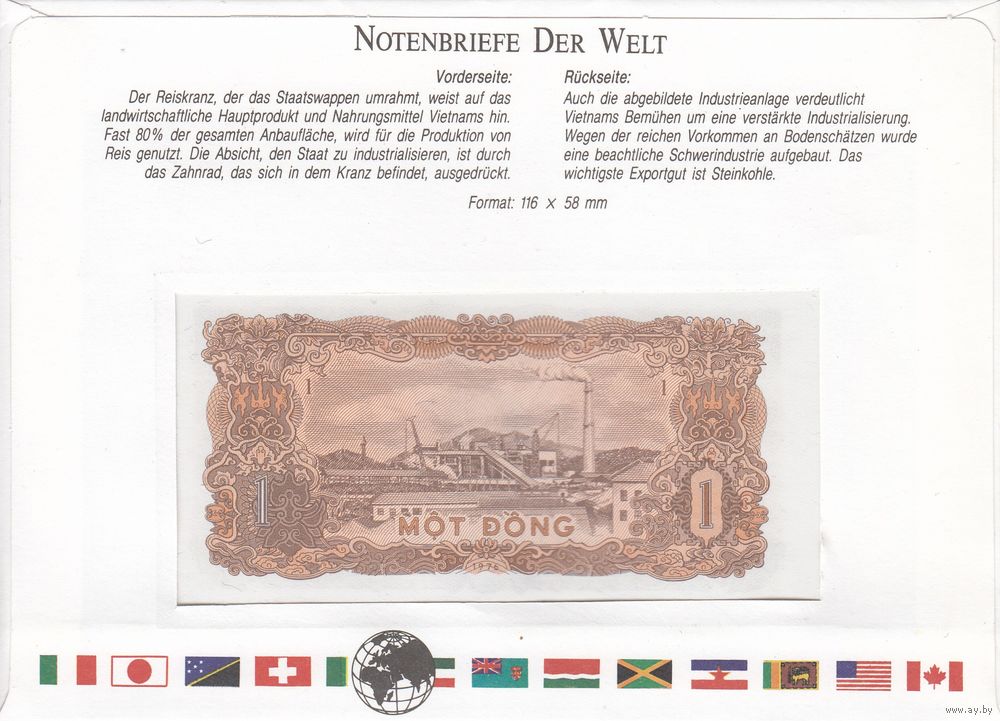 NOTENBRIEFE DER WELT
Vorderseite:
Der Reiskranz, der das Staatswappen umrahmt, weist auf das
landwirtschaftliche Hauptprodukt und Nahrungsmittel Vietnams hin.
Fast 80% der gesamten Anbaufläche, wird für die Produktion von
Reis genutzt. Die Absicht, den Staat zu industrialisieren, ist durch
das Zahnrad, das sich in dem Kranz befindet, ausgedrückt.
Rückseite:
Auch die abgebildete Industrieanlage verdeutlicht
Vietnams Bemühen um eine verstärkte Industrialisierung.
Wegen der reichen Vorkommen an Bodenschätzen wurde
eine beachtliche Schwerindustrie aufgebaut. Das
wichtigste Exportgut ist Steinkohle.
Format: 116 × 58 mm
1 1
1 1
MỘT ĐỒNG
1976
www.ay.by